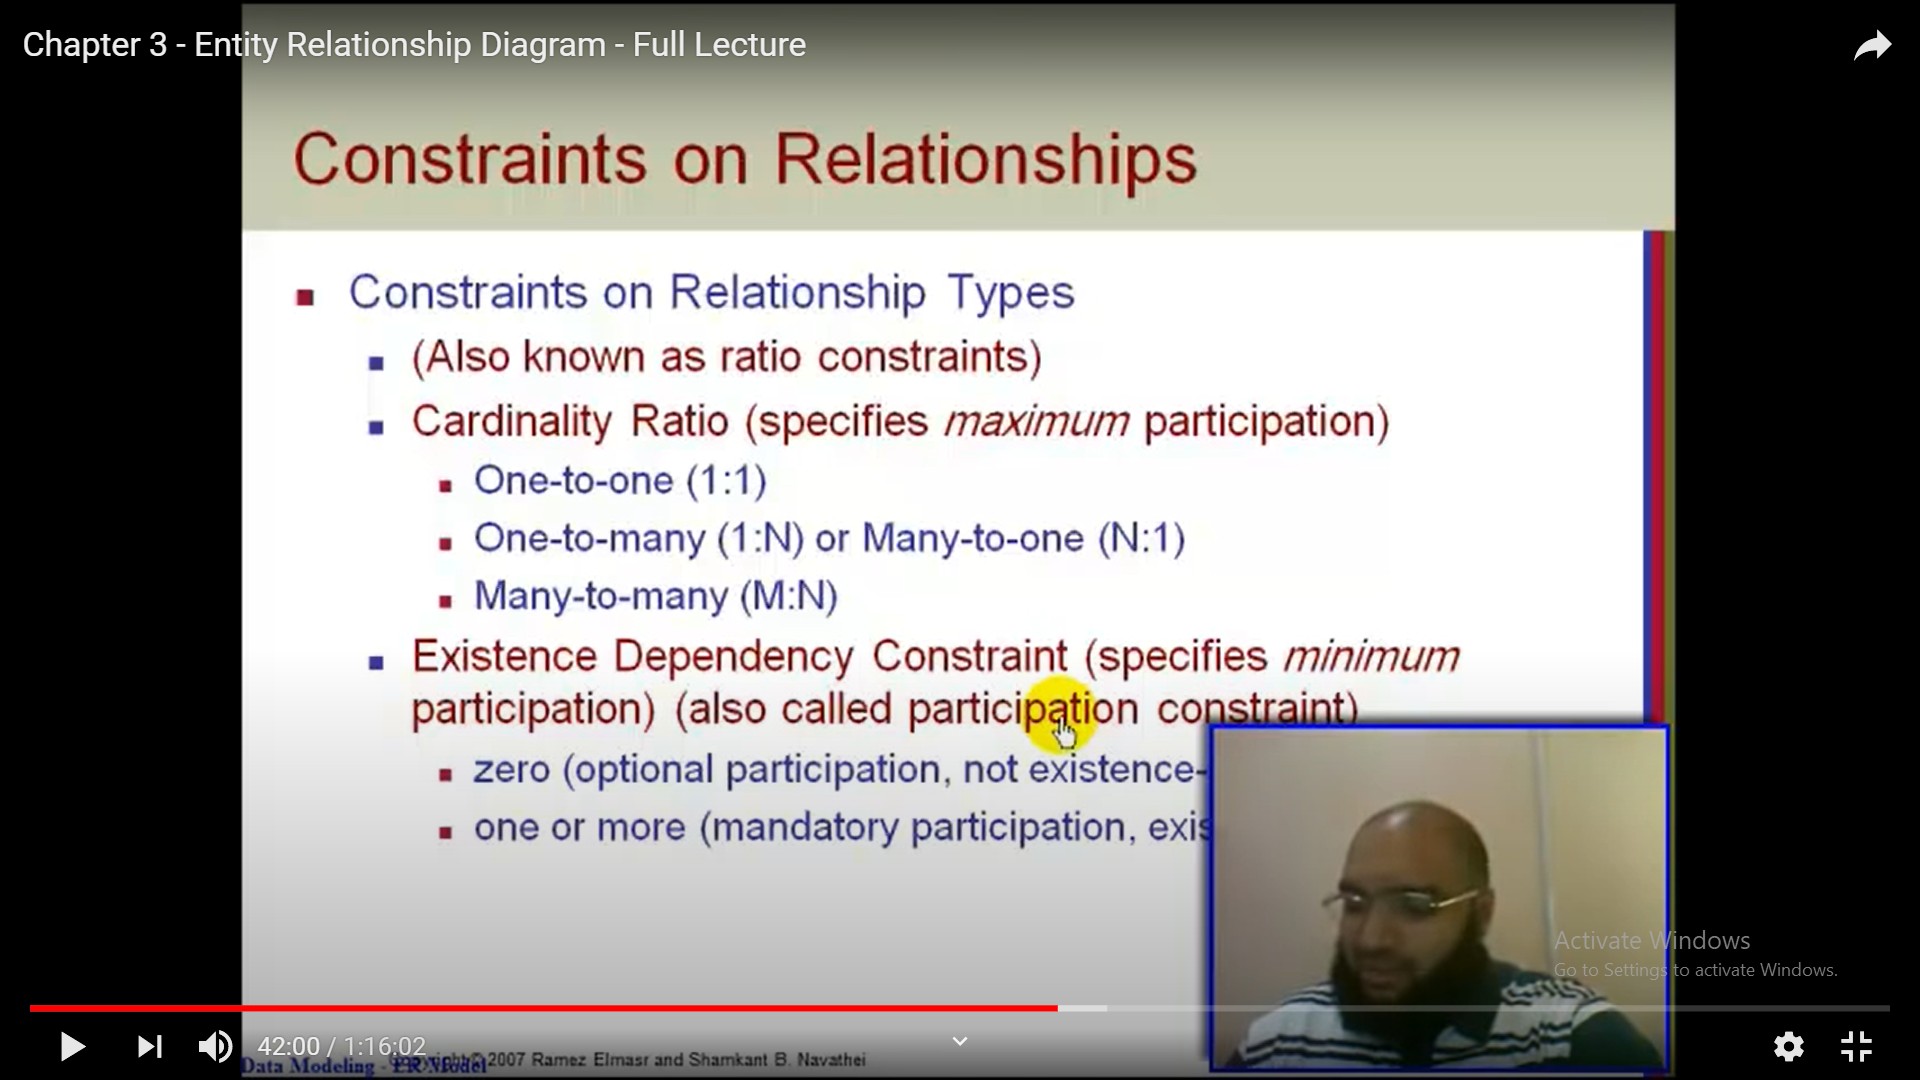 Chapter 3 - Entity Relationship Diagram - Full Lecture
Constraints on Relationships
Constraints on Relationship Types
(Also known as ratio constraints)
Cardinality Ratio (specifies maximum participation)
One-to-one (1:1)
One-to-many (1:N) or Many-to-one (N:1)
Many-to-many (M:N)
Existence Dependency Constraint (specifies minimum
participation) (also called participation constraint)
zero (optional participation, not existence-
one or more (mandatory participation,
Activate Windows
Go to Settings to activate Windows.
42:00 / 1:16:02
2007 Ramez Elmasr and Shamkant B. Navathei
Data Modeling - ER Model